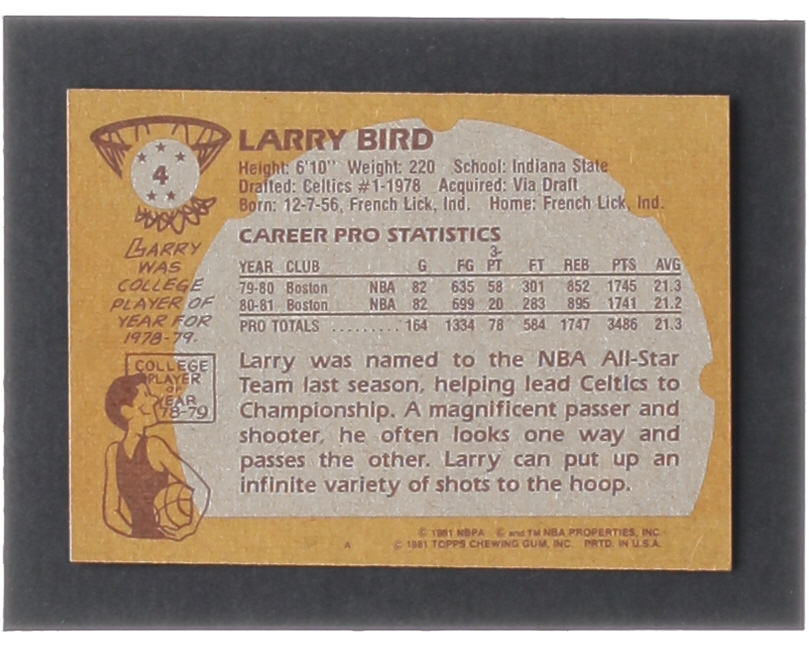 4
LARRY BIRD
Height: 6'10" Weight: 220 School: Indiana State
Drafted: Celtics #1-1978 Acquired: Via Draft
Born: 12-7-56, French Lick, Ind. Home: French Lick, Ind.
CAREER PRO STATISTICS
YEAR CLUB G FG 3-PT FT REB PTS AVG
79-80 Boston NBA 82 635 58 301 852 1745 21.3
80-81 Boston NBA 82 699 20 283 895 1741 21.2
PRO TOTALS ......... 164 1334 78 584 1747 3486 21.3
LARRY
WAS
COLLEGE
PLAYER OF
YEAR FOR
1978-79.
COLLEGE
PLAYER
OF
YEAR
78-79
Larry was named to the NBA All-Star
Team last season, helping lead Celtics to
Championship. A magnificent passer and
shooter, he often looks one way and
passes the other. Larry can put up an
infinite variety of shots to the hoop.
© 1981 NBPA © and TM NBA PROPERTIES, INC.
A © 1981 TOPPS CHEWING GUM, INC. PRTD. IN U.S.A.